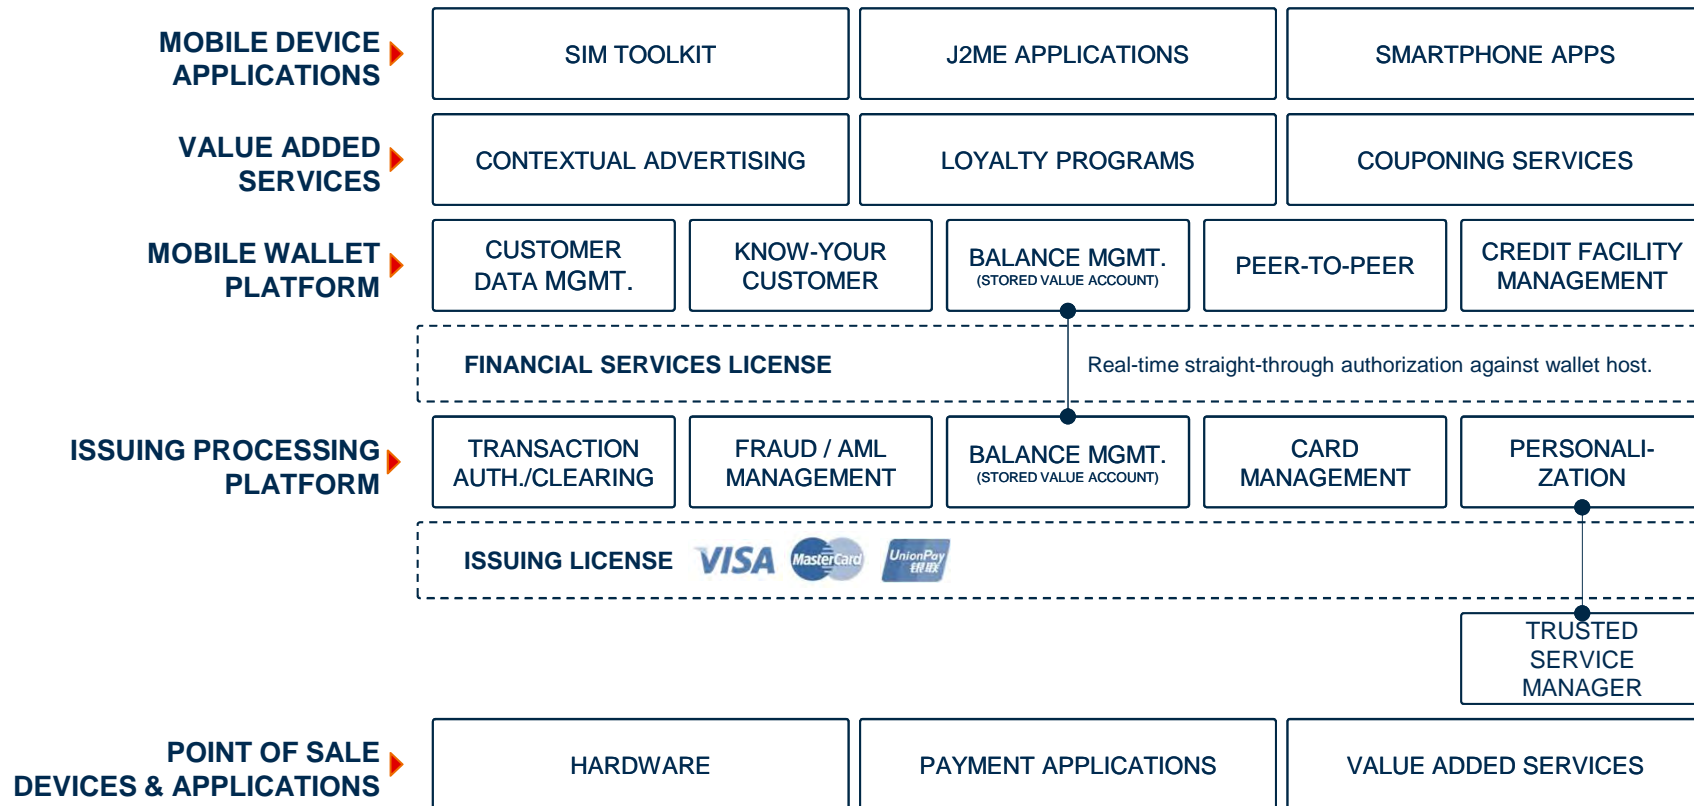 MOBILE DEVICE
APPLICATIONS
SIM TOOLKIT
J2ME APPLICATIONS
SMARTPHONE APPS
VALUE ADDED
SERVICES
CONTEXTUAL ADVERTISING
LOYALTY PROGRAMS
COUPONING SERVICES
MOBILE WALLET
PLATFORM
CUSTOMER
DATA MGMT.
KNOW-YOUR
CUSTOMER
BALANCE MGMT.
(STORED VALUE ACCOUNT)
PEER-TO-PEER
CREDIT FACILITY
MANAGEMENT
FINANCIAL SERVICES LICENSE
Real-time straight-through authorization against wallet host.
ISSUING PROCESSING
PLATFORM
TRANSACTION
AUTH./CLEARING
FRAUD / AML
MANAGEMENT
BALANCE MGMT.
(STORED VALUE ACCOUNT)
CARD
MANAGEMENT
PERSONALI-
ZATION
ISSUING LICENSE
VISA
MasterCard
UnionPay
银联
TRUSTED
SERVICE
MANAGER
POINT OF SALE
DEVICES & APPLICATIONS
HARDWARE
PAYMENT APPLICATIONS
VALUE ADDED SERVICES